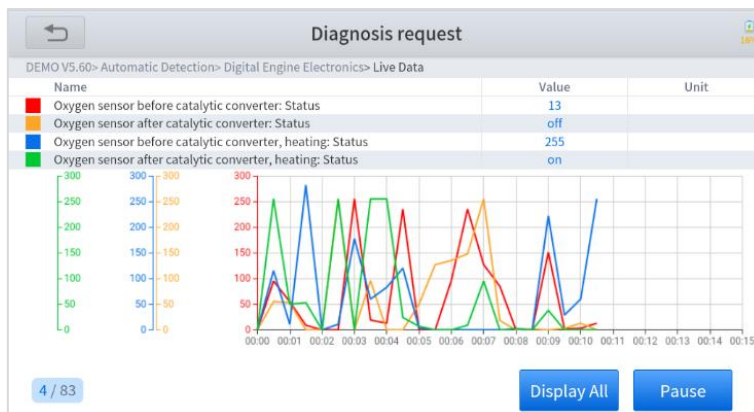 Diagnosis request
DEMO V5.60> Automatic Detection> Digital Engine Electronics> Live Data
Name Value Unit
Oxygen sensor before catalytic converter: Status 13
Oxygen sensor after catalytic converter: Status off
Oxygen sensor before catalytic converter, heating: Status 255
Oxygen sensor after catalytic converter, heating: Status on
300 300 300 300
250 250 250 250
200 200 200 200
150 150 150 150
100 100 100 100
50 50 50 50
0 0 0 0
00:00 00:01 00:02 00:03 00:04 00:05 00:06 00:07 00:08 00:09 00:10 00:11 00:12 00:13 00:14 00:15
4 / 83 Display All Pause